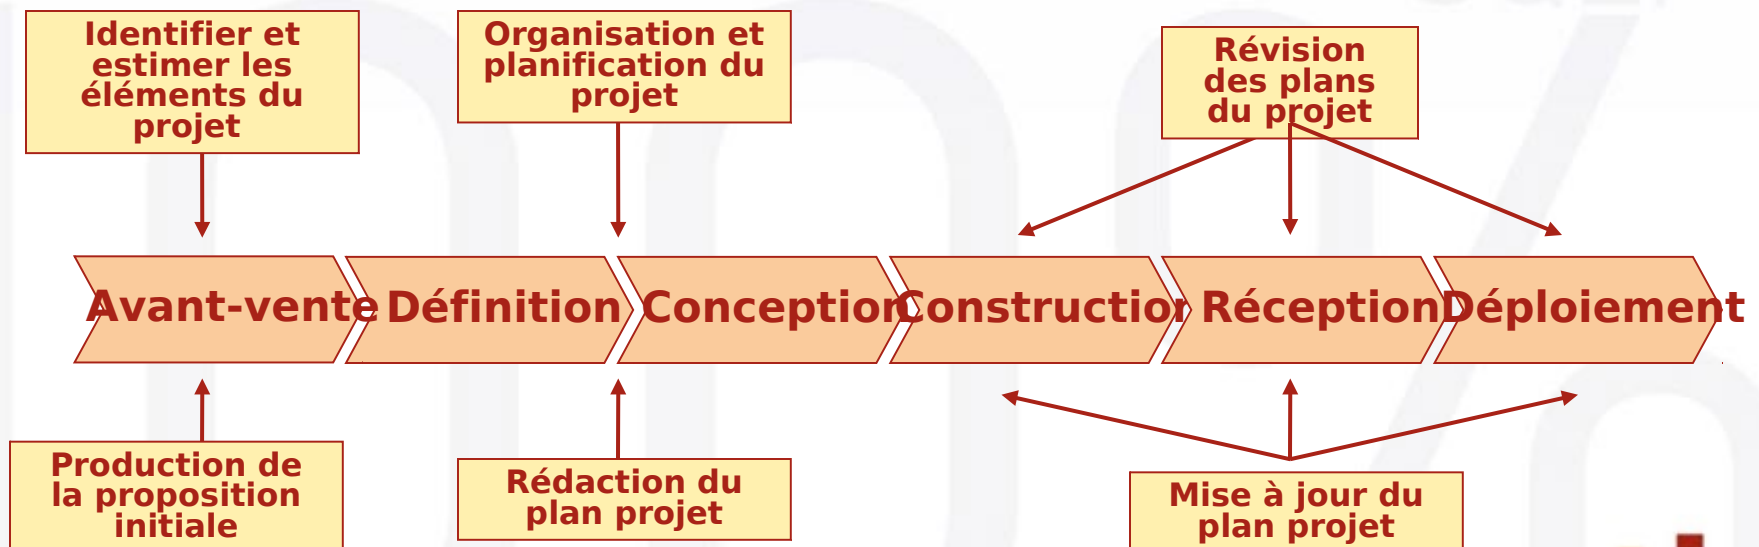 Identifier et
estimer les
éléments du
projet
Organisation et
planification du
projet
Révision
des plans
du projet
Avant-vente
Définition
Conception
Construction
Réception
Déploiement
Production de
la proposition
initiale
Rédaction du
plan projet
Mise à jour du
plan projet